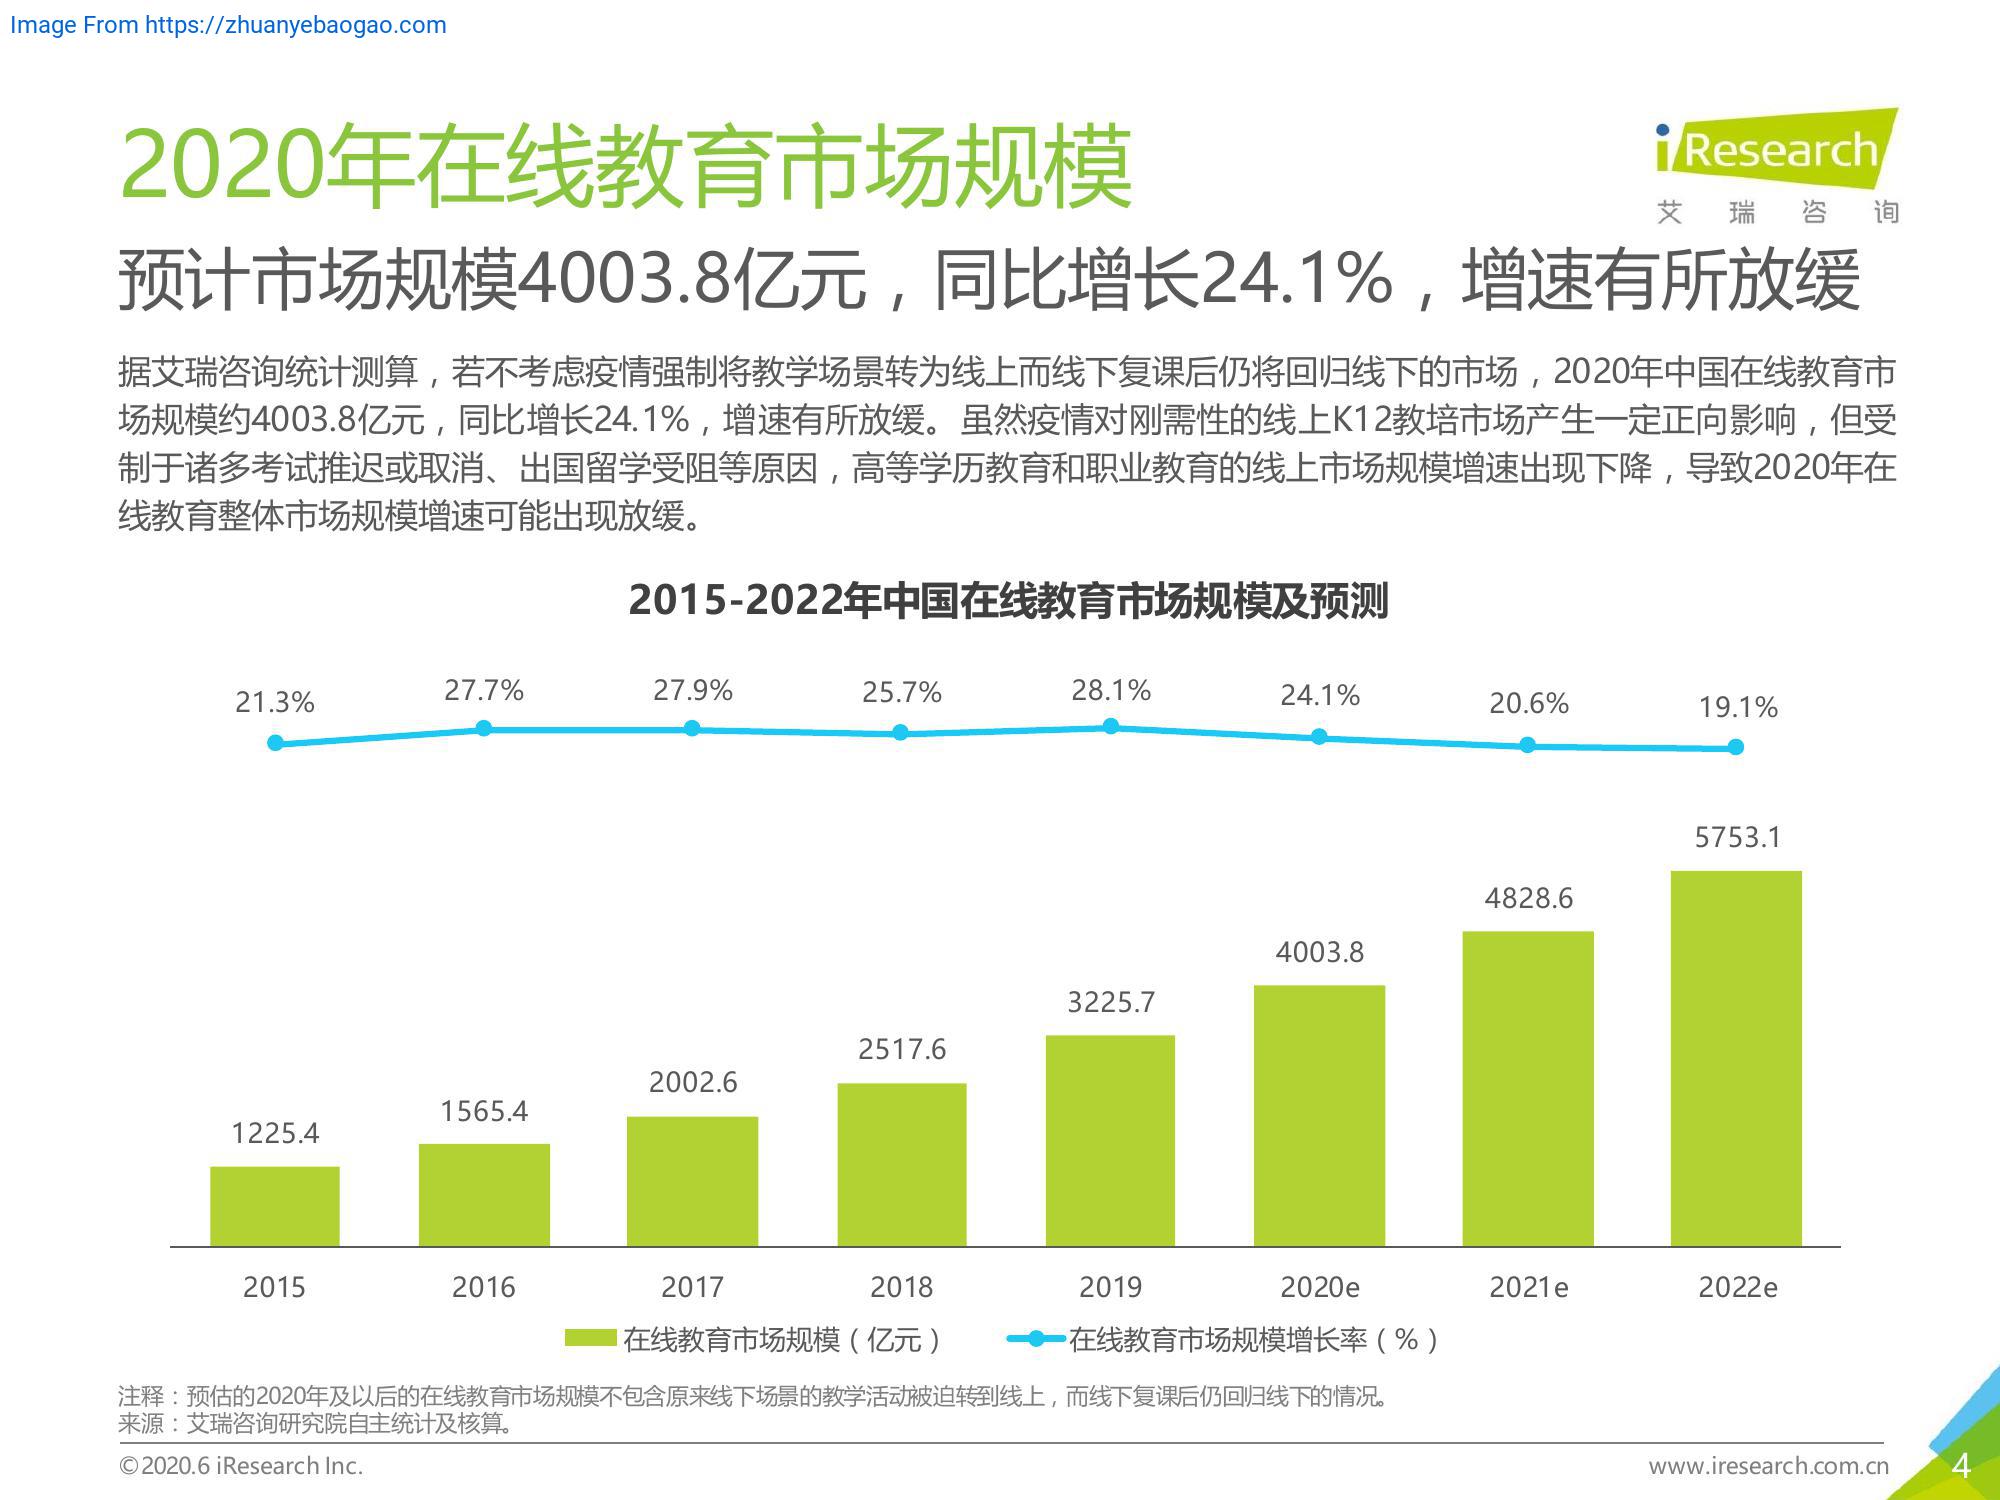 Image From https://zhuanyebaogao.com
2020年在线教育市场规模
iResearch
艾瑞咨询
预计市场规模4003.8亿元，同比增长24.1%，增速有所放缓
据艾瑞咨询统计测算，若不考虑疫情强制将教学场景转为线上而线下复课后仍将回归线下的市场，2020年中国在线教育市
场规模约4003.8亿元，同比增长24.1%，增速有所放缓。虽然疫情对刚需性的线上K12教培市场产生一定正向影响，但受
制于诸多考试推迟或取消、出国留学受阻等原因，高等学历教育和职业教育的线上市场规模增速出现下降，导致2020年在
线教育整体市场规模增速可能出现放缓。
2015-2022年中国在线教育市场规模及预测
21.3% 27.7% 27.9% 25.7% 28.1% 24.1% 20.6% 19.1%
1225.4 1565.4 2002.6 2517.6 3225.7 4003.8 4828.6 5753.1
2015 2016 2017 2018 2019 2020e 2021e 2022e
在线教育市场规模（亿元） 在线教育市场规模增长率（%）
注释：预估的2020年及以后的在线教育市场规模不包含原来线下场景的教学活动被迫转到线上，而线下复课后仍回归线下的情况。
来源：艾瑞咨询研究院自主统计及核算。
©2020.6 iResearch Inc. www.iresearch.com.cn 4